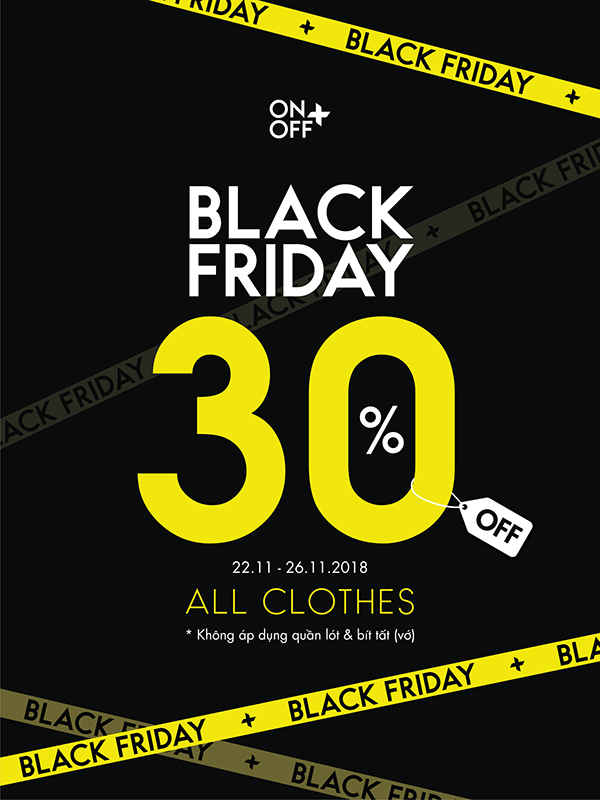 BLACK FRIDAY
BLACK FRIDAY
ON
OFF
BLACK FRIDAY
BLACK
FRIDAY
BLACK FRIDAY
BLACK FRIDAY
30
%
OFF
22.11 - 26.11.2018
ALL CLOTHES
* Không áp dụng quần lót & bít tất (vớ)
BLACK FRIDAY
BLACK FRIDAY
BLACK FRIDAY
BLACK FRIDAY